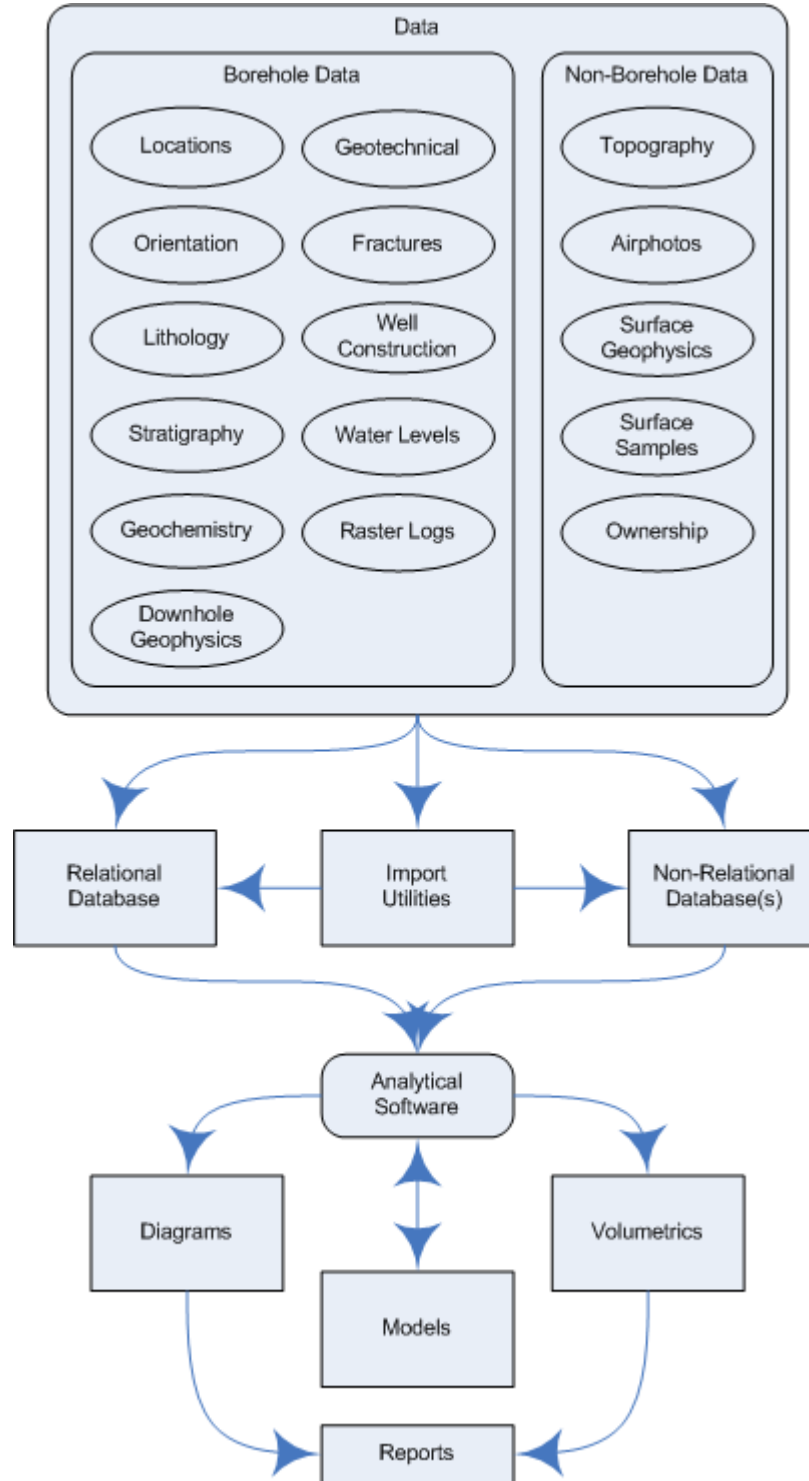 Data
Borehole Data
Locations
Geotechnical
Orientation
Fractures
Lithology
Well
Construction
Stratigraphy
Water Levels
Geochemistry
Raster Logs
Downhole
Geophysics
Non-Borehole Data
Topography
Airphotos
Surface
Geophysics
Surface
Samples
Ownership
Relational
Database
Import
Utilities
Non-Relational
Database(s)
Analytical
Software
Diagrams
Volumetrics
Models
Reports